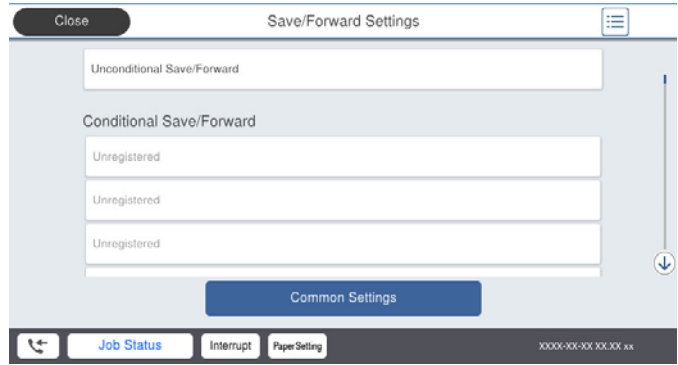 Close
Save/Forward Settings
Unconditional Save/Forward
Conditional Save/Forward
Unregistered
Unregistered
Unregistered
Common Settings
Job Status Interrupt Paper Setting XXXX-XX-XX XX:XX xx